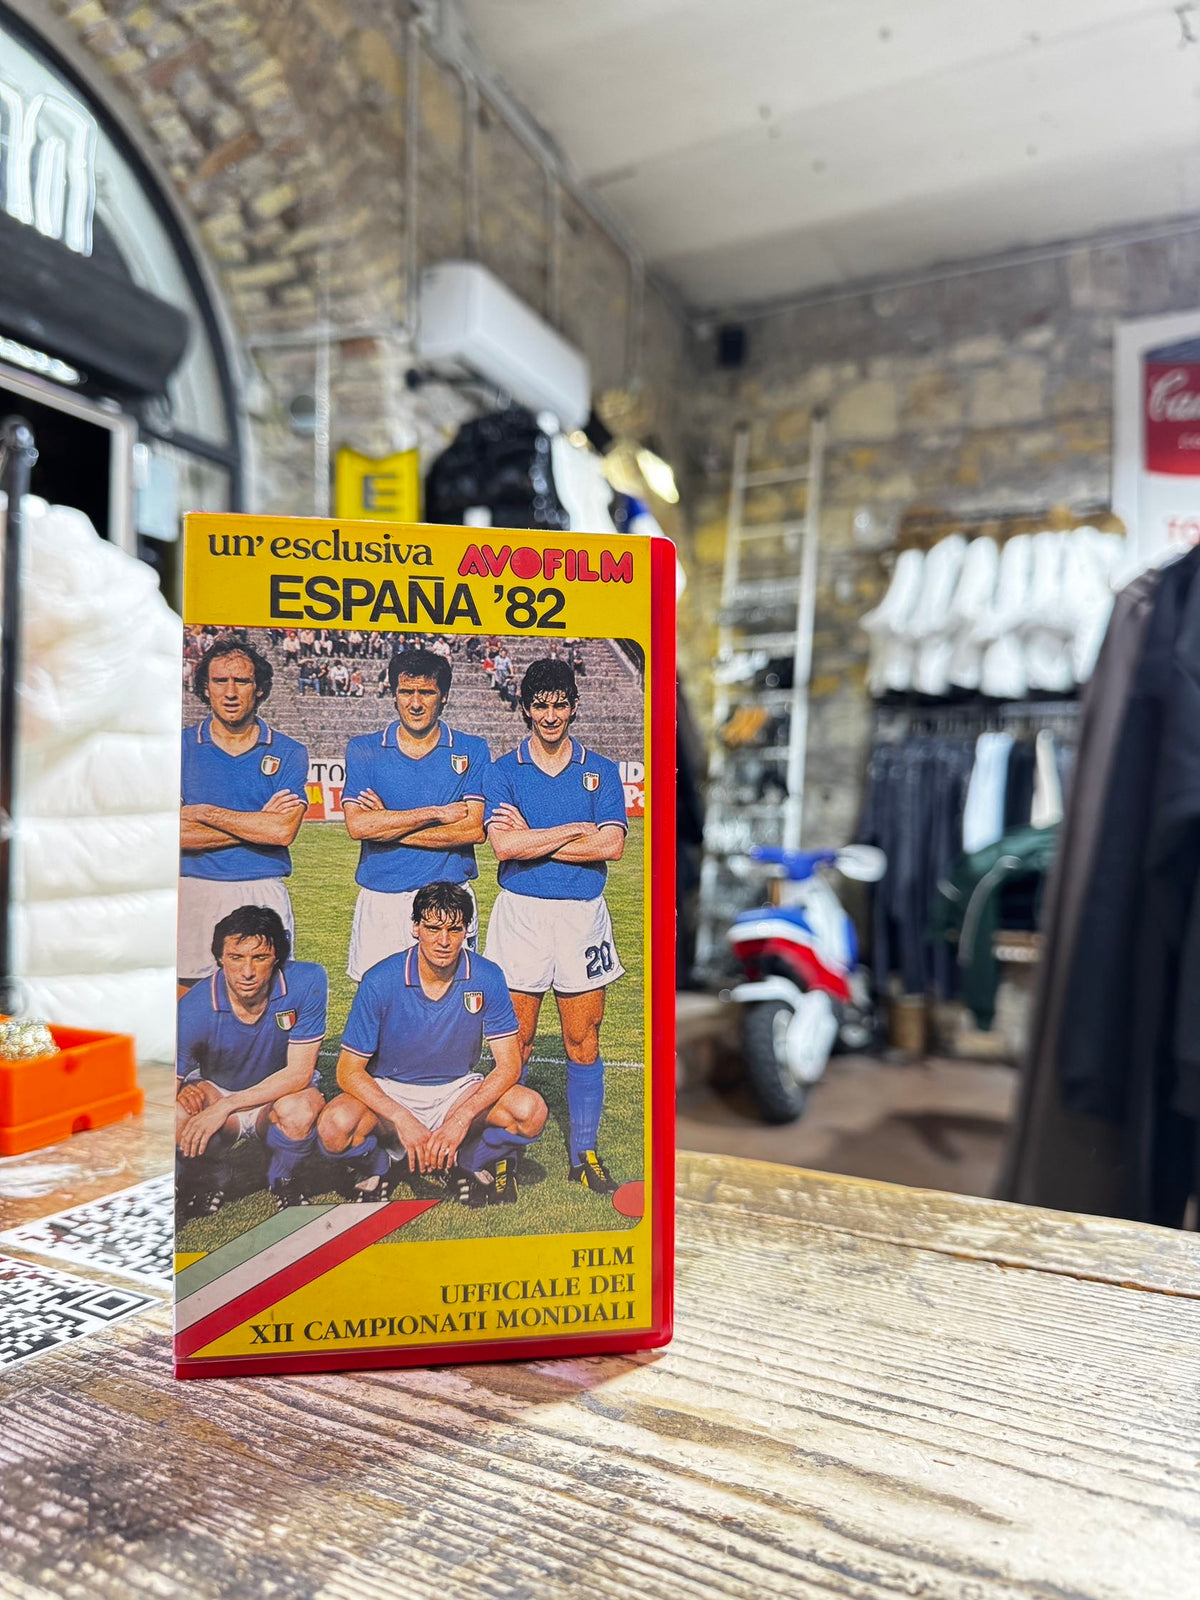 un' esclusiva AVOFILM
ESPAÑA '82
20
FILM
UFFICIALE DEI
XII CAMPIONATI MONDIALI
E